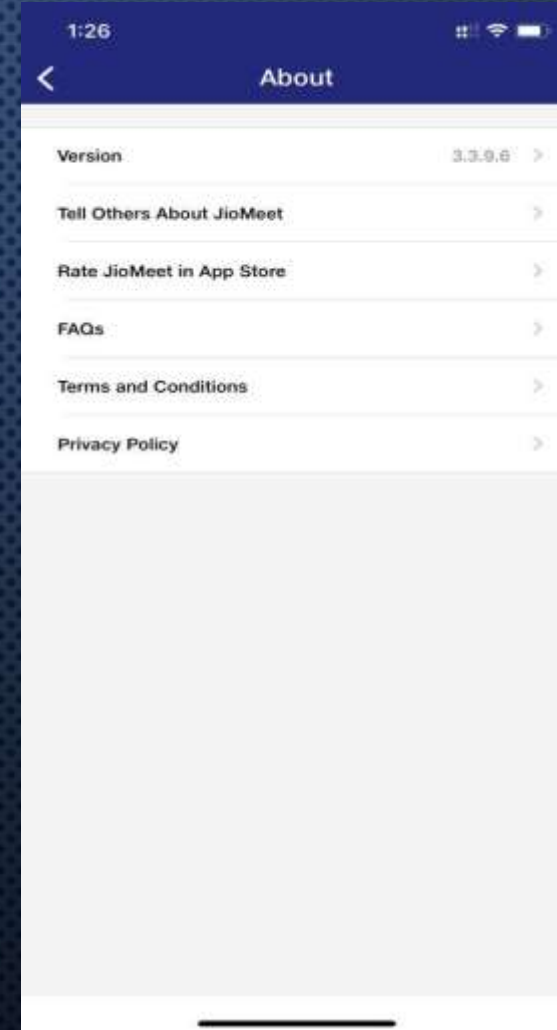 1:26
About
Version 3.3.9.6
Tell Others About JioMeet
Rate JioMeet in App Store
FAQs
Terms and Conditions
Privacy Policy